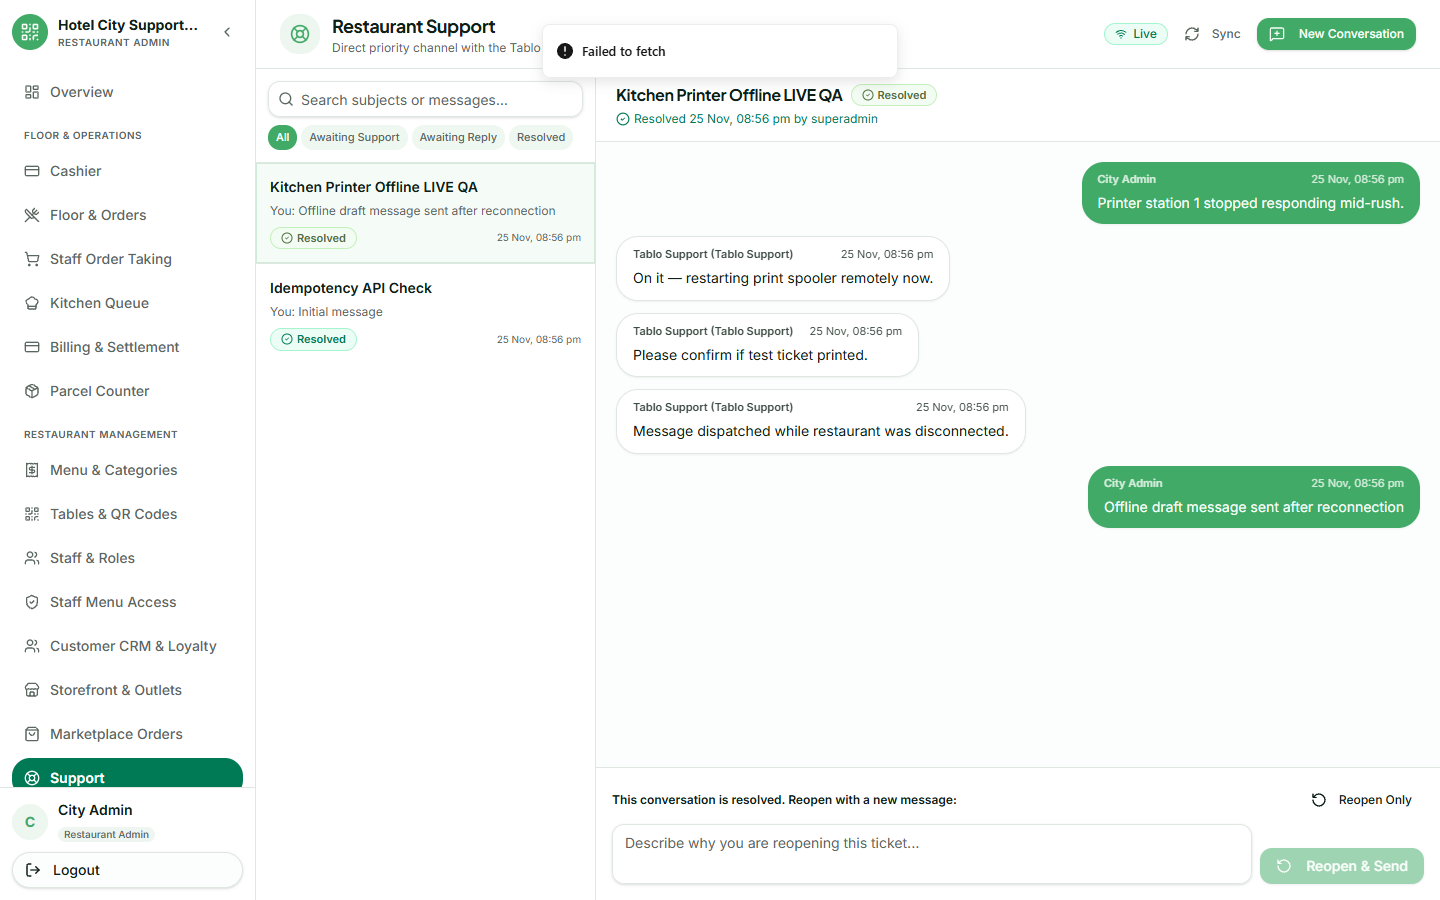 Hotel City Support...
RESTAURANT ADMIN
Overview
FLOOR & OPERATIONS
Cashier
Floor & Orders
Staff Order Taking
Kitchen Queue
Billing & Settlement
Parcel Counter
RESTAURANT MANAGEMENT
Menu & Categories
Tables & QR Codes
Staff & Roles
Staff Menu Access
Customer CRM & Loyalty
Storefront & Outlets
Marketplace Orders
Support
C
City Admin
Restaurant Admin
Logout
Restaurant Support
Direct priority channel with the Tablo
Failed to fetch
Live
Sync
New Conversation
Search subjects or messages...
All
Awaiting Support
Awaiting Reply
Resolved
Kitchen Printer Offline LIVE QA
You: Offline draft message sent after reconnection
Resolved
25 Nov, 08:56 pm
Idempotency API Check
You: Initial message
Resolved
25 Nov, 08:56 pm
Kitchen Printer Offline LIVE QA
Resolved
Resolved 25 Nov, 08:56 pm by superadmin
City Admin
25 Nov, 08:56 pm
Printer station 1 stopped responding mid-rush.
Tablo Support (Tablo Support)
25 Nov, 08:56 pm
On it — restarting print spooler remotely now.
Tablo Support (Tablo Support)
25 Nov, 08:56 pm
Please confirm if test ticket printed.
Tablo Support (Tablo Support)
25 Nov, 08:56 pm
Message dispatched while restaurant was disconnected.
City Admin
25 Nov, 08:56 pm
Offline draft message sent after reconnection
This conversation is resolved. Reopen with a new message:
Reopen Only
Describe why you are reopening this ticket...
Reopen & Send